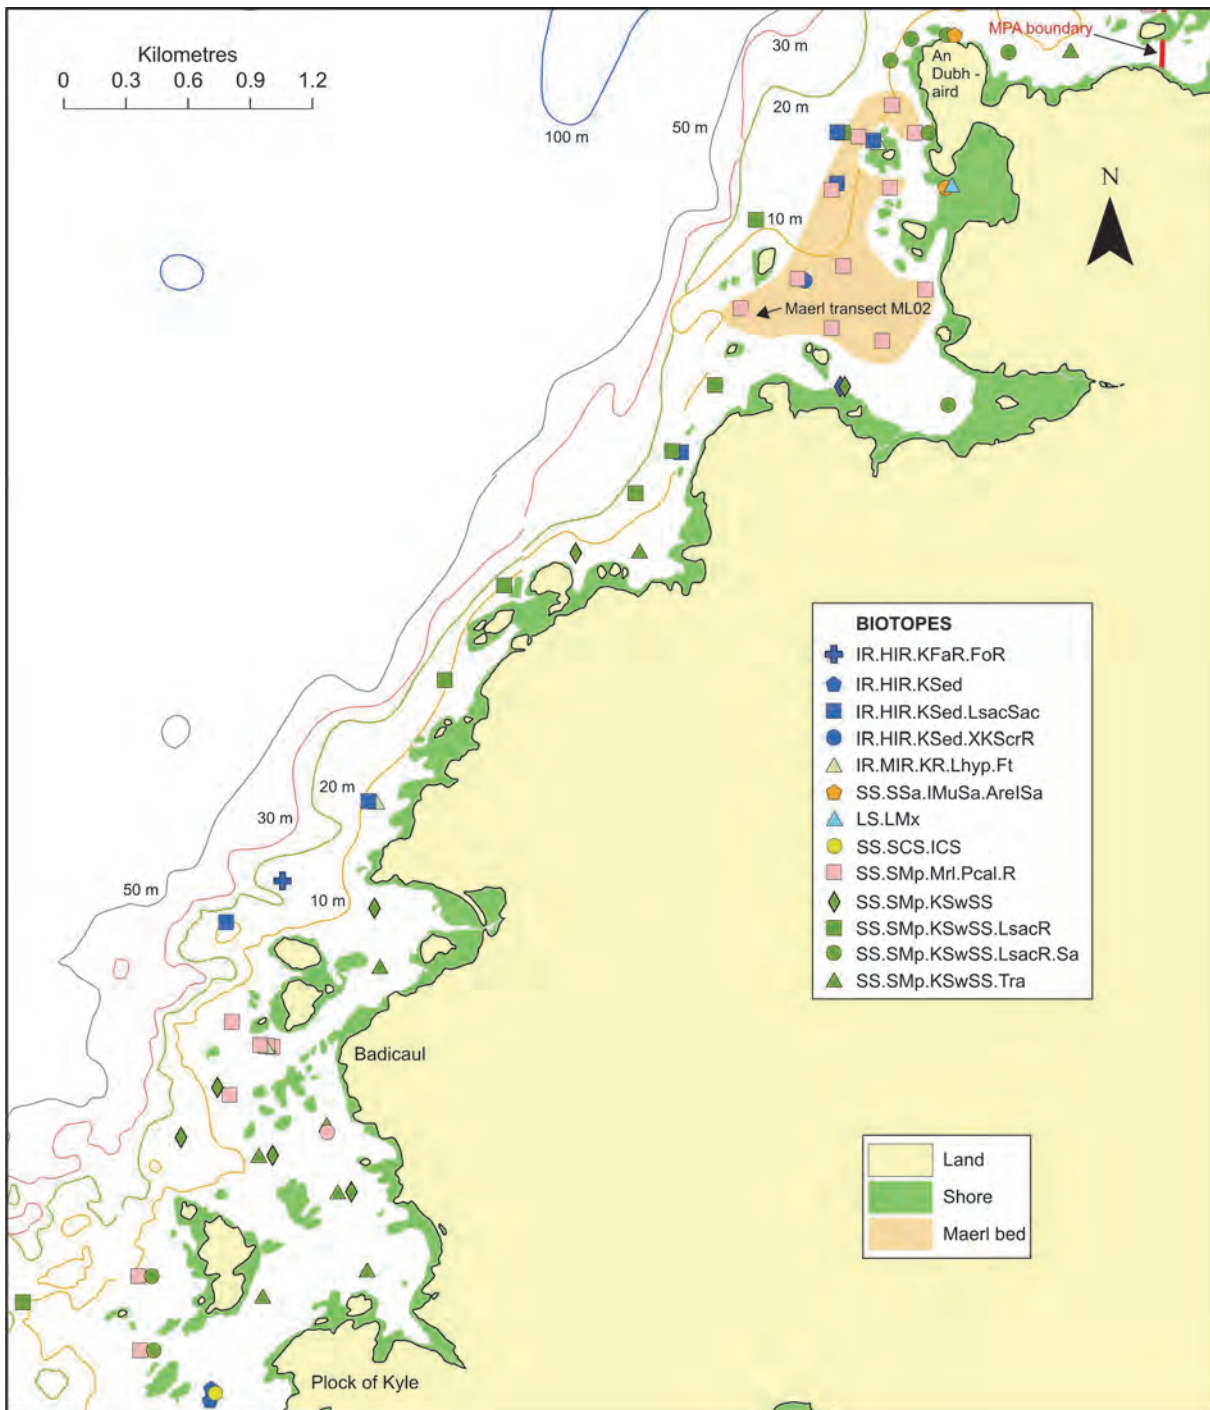 Kilometres
0 0.3 0.6 0.9 1.2
100 m
30 m
20 m
50 m
10 m
MPA boundary
An
Dubh -
aird
N
Maerl transect ML02
BIOTOPES
IR.HIR.KFaR.FoR
IR.HIR.KSed
IR.HIR.KSed.LsacSac
IR.HIR.KSed.XKScrR
IR.MIR.KR.Lhyp.Ft
SS.SSa.IMuSa.ArelSa
LS.LMx
SS.SCS.ICS
SS.SMp.Mrl.Pcal.R
SS.SMp.KSwSS
SS.SMp.KSwSS.LsacR
SS.SMp.KSwSS.LsacR.Sa
SS.SMp.KSwSS.Tra
20 m
30 m
50 m
10 m
Badicaul
Land
Shore
Maerl bed
Plock of Kyle